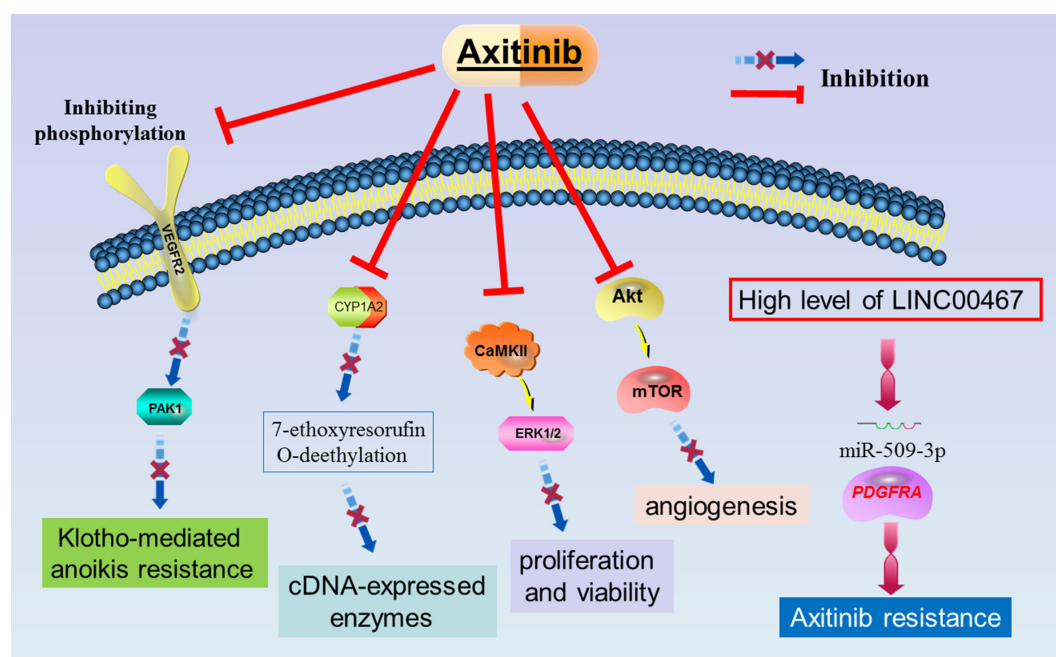 Axitinib
Inhibition
Inhibiting
phosphorylation
VEGFR2
CYP1A2
Akt
High level of LINC00467
CaMKII
mTOR
PAK1
7-ethoxyresorufin
O-deethylation
ERK1/2
miR-509-3p
PDGFRA
angiogenesis
Klotho-mediated
anoikis resistance
cDNA-expressed
enzymes
proliferation
and viability
Axitinib resistance